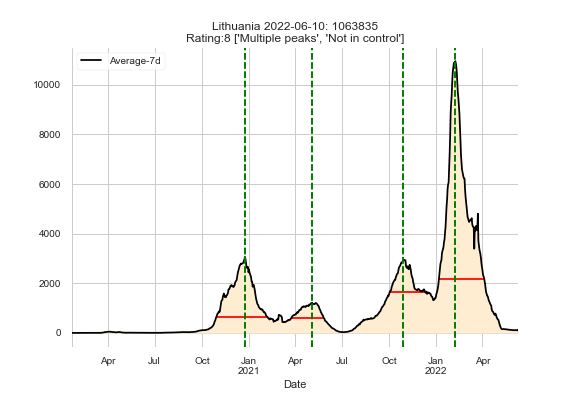 Lithuania 2022-06-10: 1063835
Rating:8 ['Multiple peaks', 'Not in control']
Average-7d
10000
8000
6000
4000
2000
0
Apr Jul Oct Jan Apr Jul Oct Jan Apr
2021 2022
Date